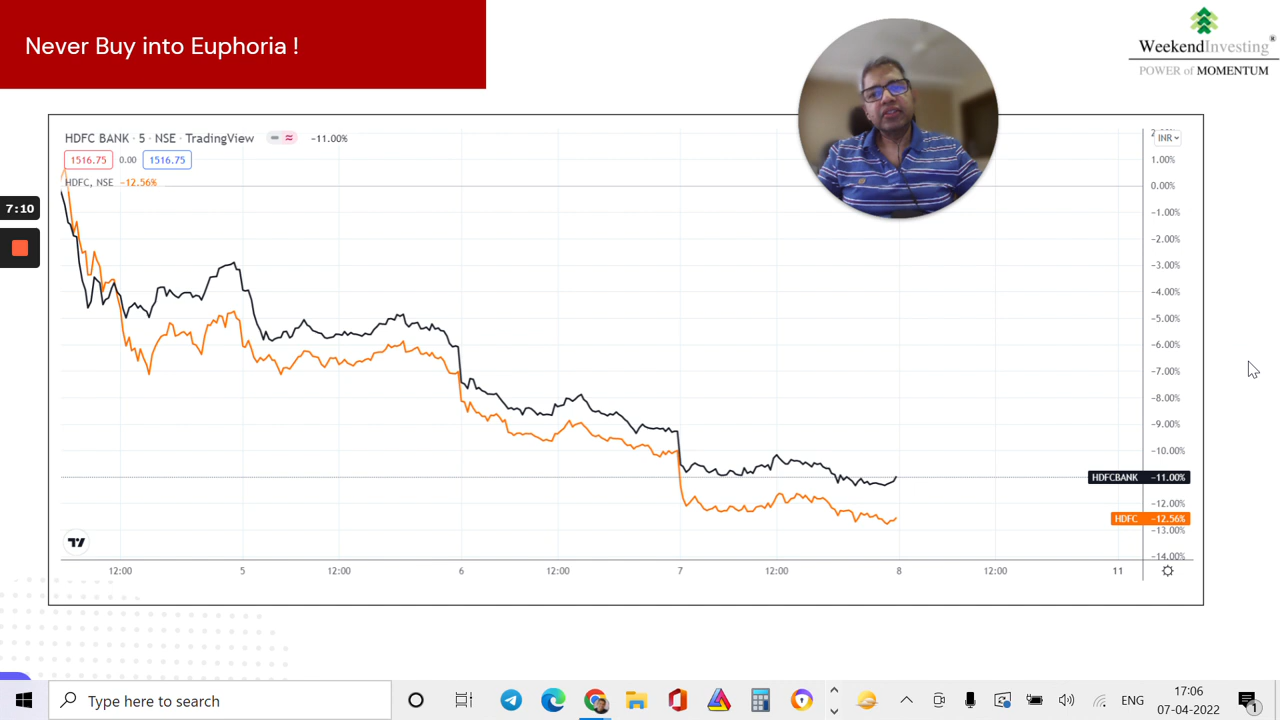 Never Buy into Euphoria !
WeekendInvesting®
POWER of MOMENTUM
HDFC BANK · 5 · NSE · TradingView −11.00%
1516.75 0.00 1516.75
HDFC, NSE −12.56%
INR
1.00%
0.00%
−1.00%
−2.00%
−3.00%
−4.00%
−5.00%
−6.00%
−7.00%
−8.00%
−9.00%
−10.00%
HDFCBANK −11.00%
−12.00%
HDFC −12.56%
−13.00%
−14.00%
12:00 5 12:00 6 12:00 7 12:00 8 12:00 11
7:10
Type here to search
ENG
17:06
07-04-2022
1